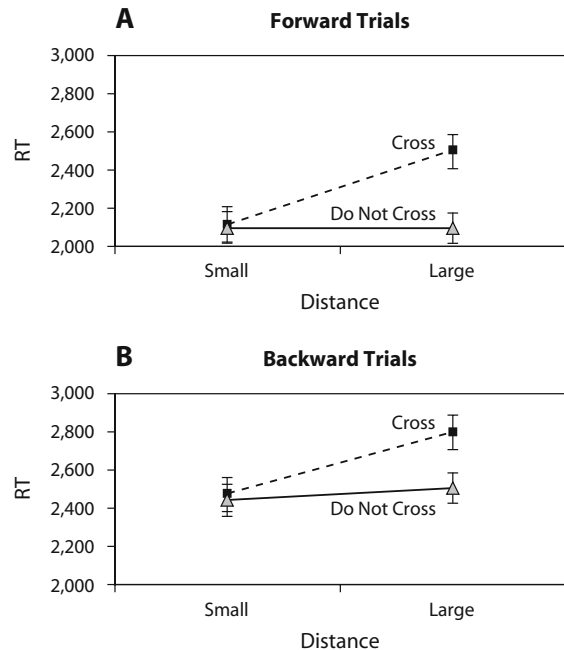 A Forward Trials
3,000
2,800
2,600
2,400
2,200
2,000
RT
Cross
Do Not Cross
Small Large
Distance
B Backward Trials
3,000
2,800
2,600
2,400
2,200
2,000
RT
Cross
Do Not Cross
Small Large
Distance